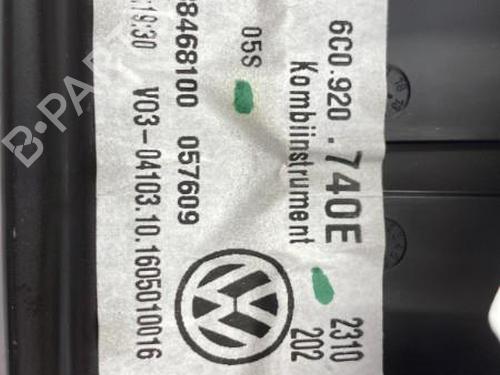 6C0.920.740E
Kombiinstrument
2310
202
05S
8468100 057609
:19:30 V03-04103.10.1605010016
B-PARTS